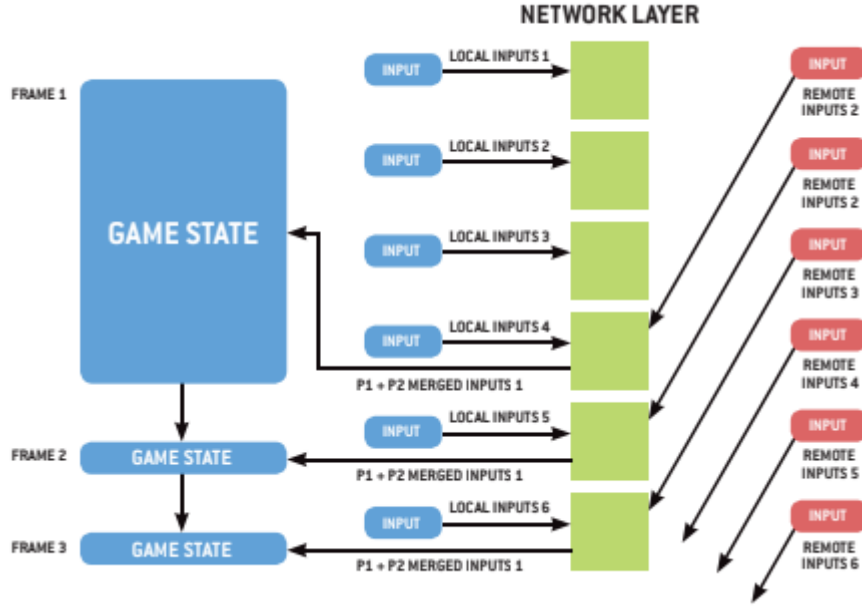 NETWORK LAYER
FRAME 1
GAME STATE
INPUT
LOCAL INPUTS 1
INPUT
REMOTE
INPUTS 2
INPUT
LOCAL INPUTS 2
INPUT
REMOTE
INPUTS 2
INPUT
LOCAL INPUTS 3
INPUT
REMOTE
INPUTS 3
INPUT
LOCAL INPUTS 4
P1 + P2 MERGED INPUTS 1
INPUT
REMOTE
INPUTS 4
FRAME 2
GAME STATE
INPUT
LOCAL INPUTS 5
P1 + P2 MERGED INPUTS 1
INPUT
REMOTE
INPUTS 5
FRAME 3
GAME STATE
INPUT
LOCAL INPUTS 6
P1 + P2 MERGED INPUTS 1
INPUT
REMOTE
INPUTS 6